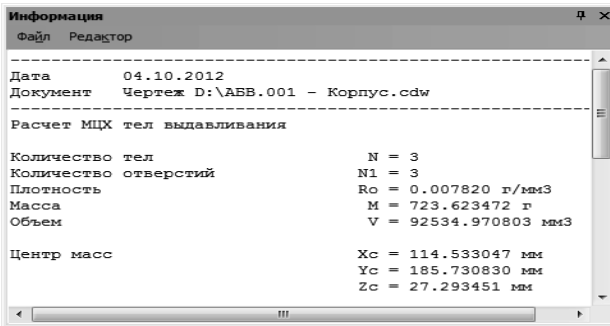 Информация
Файл Редактор
Дата 04.10.2012
Документ Чертеж D:\АБВ.001 - Корпус.cdw
Расчет МЦХ тел выдавливания
Количество тел N = 3
Количество отверстий N1 = 3
Плотность Ro = 0.007820 г/мм3
Масса M = 723.623472 г
Объем V = 92534.970803 мм3
Центр масс Xc = 114.533047 мм
Yc = 185.730830 мм
Zc = 27.293451 мм